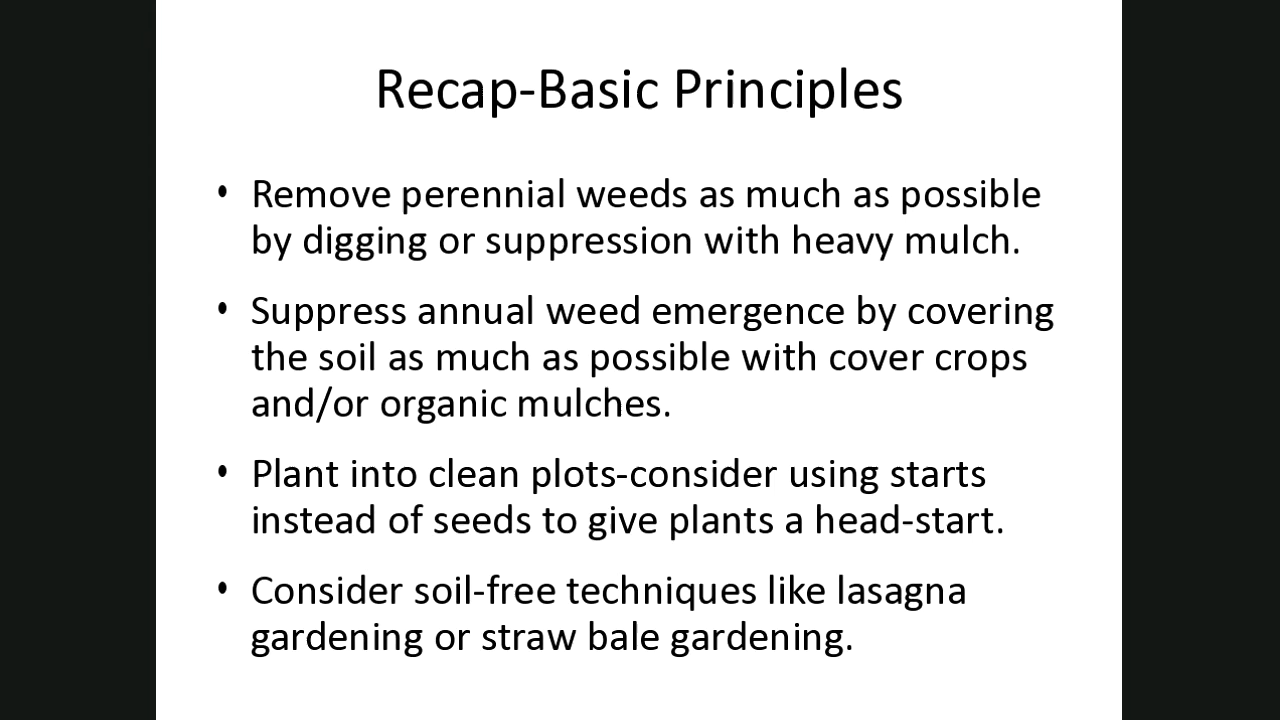 Recap-Basic Principles
• Remove perennial weeds as much as possible
by digging or suppression with heavy mulch.
• Suppress annual weed emergence by covering
the soil as much as possible with cover crops
and/or organic mulches.
• Plant into clean plots-consider using starts
instead of seeds to give plants a head-start.
• Consider soil-free techniques like lasagna
gardening or straw bale gardening.